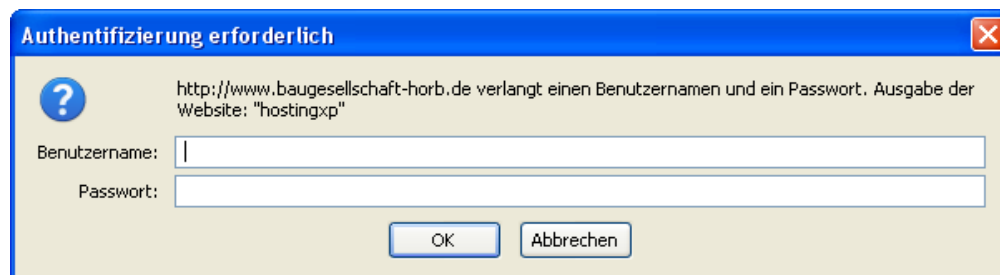 Authentifizierung erforderlich
http://www.baugesellschaft-horb.de verlangt einen Benutzernamen und ein Passwort. Ausgabe der
Website: "hostingxp"
Benutzername:
Passwort:
OK Abbrechen